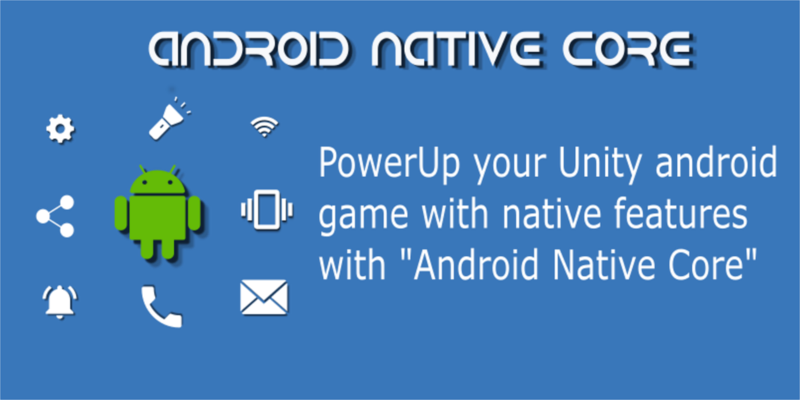 ANDROID NATIVE CORE
PowerUp your Unity android
game with native features
with "Android Native Core"